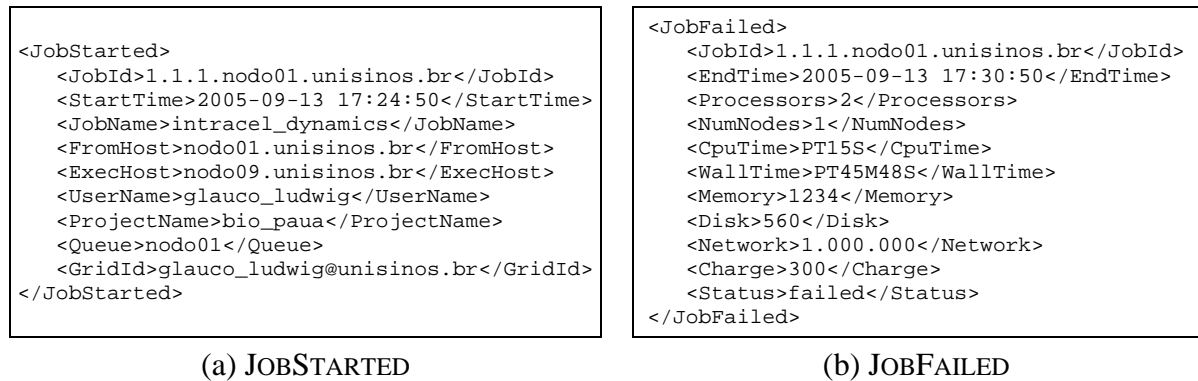 <JobStarted>
<JobId>1.1.1.nodo01.unisinos.br</JobId>
<StartTime>2005-09-13 17:24:50</StartTime>
<JobName>intracel_dynamics</JobName>
<FromHost>nodo01.unisinos.br</FromHost>
<ExecHost>nodo09.unisinos.br</ExecHost>
<UserName>glauco_ludwig</UserName>
<ProjectName>bio_paua</ProjectName>
<Queue>nodo01</Queue>
<GridId>glauco_ludwig@unisinos.br</GridId>
</JobStarted>
(a) JOBSTARTED
<JobFailed>
<JobId>1.1.1.nodo01.unisinos.br</JobId>
<EndTime>2005-09-13 17:30:50</EndTime>
<Processors>2</Processors>
<NumNodes>1</NumNodes>
<CpuTime>PT15S</CpuTime>
<WallTime>PT45M48S</WallTime>
<Memory>1234</Memory>
<Disk>560</Disk>
<Network>1.000.000</Network>
<Charge>300</Charge>
<Status>failed</Status>
</JobFailed>
(b) JOBFAILED